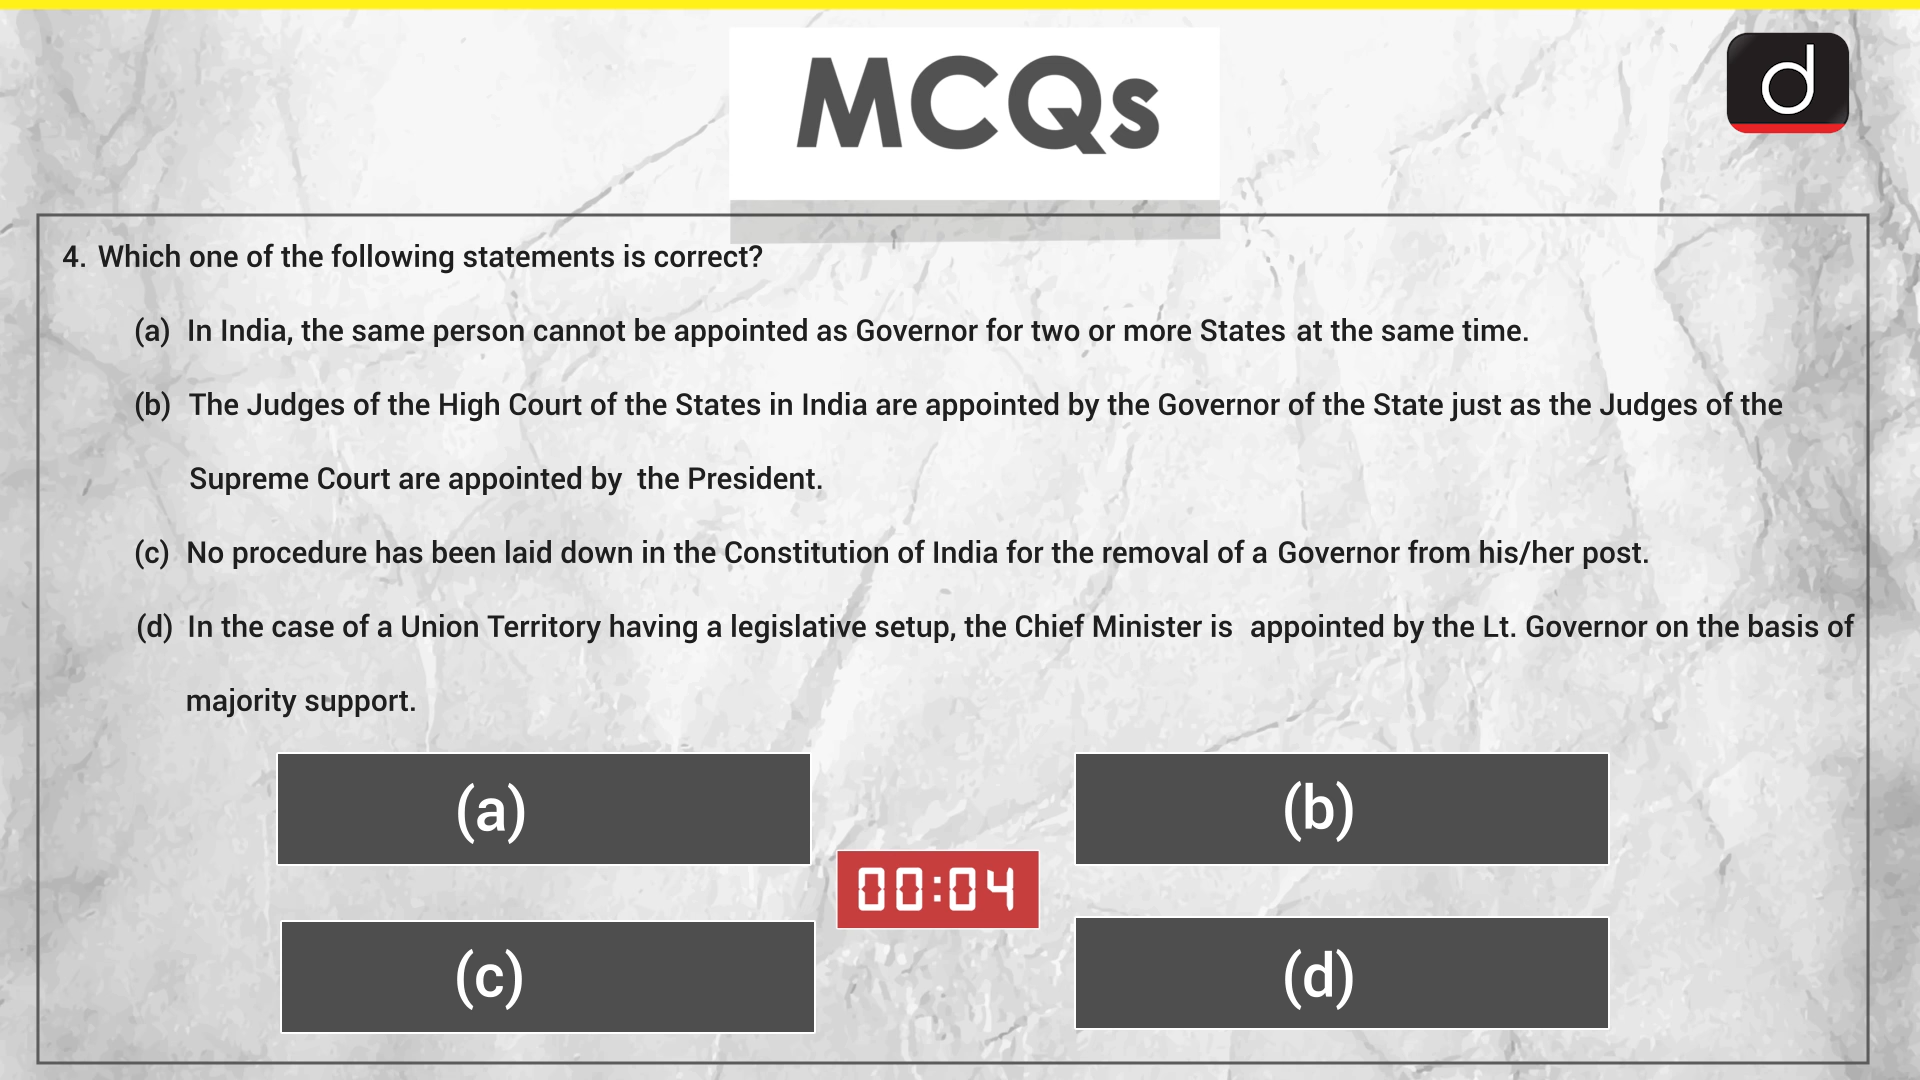 MCQs
d
4. Which one of the following statements is correct?
(a) In India, the same person cannot be appointed as Governor for two or more States at the same time.
(b) The Judges of the High Court of the States in India are appointed by the Governor of the State just as the Judges of the
Supreme Court are appointed by the President.
(c) No procedure has been laid down in the Constitution of India for the removal of a Governor from his/her post.
(d) In the case of a Union Territory having a legislative setup, the Chief Minister is appointed by the Lt. Governor on the basis of
majority support.
(a)
(b)
00:04
(c)
(d)